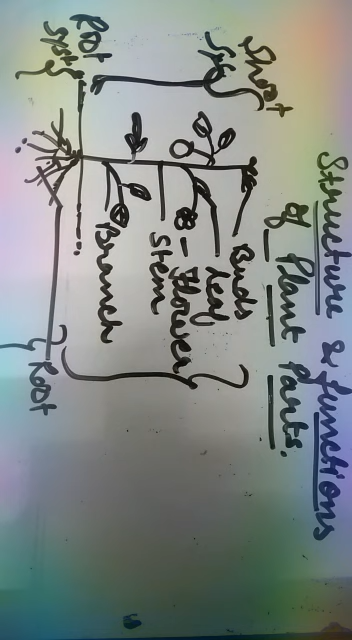 Structure & functions
of Plant Parts.
Shoot
Sys
Root
Syst
Buds
Leaf
Flower
Stem
Branch
Root